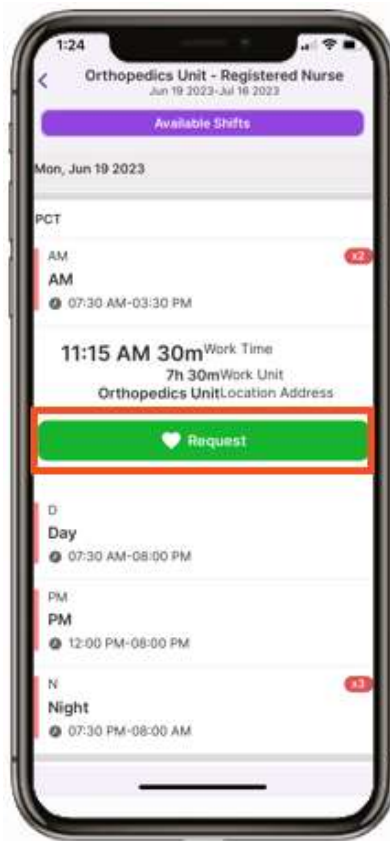 1:24
Orthopedics Unit - Registered Nurse
Jun 19 2023-Jul 16 2023
Available Shifts
Mon, Jun 19 2023
PCT
AM x2
AM
07:30 AM-03:30 PM
11:15 AM 30m Work Time
7h 30m Work Unit
Orthopedics Unit Location Address
Request
D
Day
07:30 AM-08:00 PM
PM
PM
12:00 PM-08:00 PM
N x3
Night
07:30 PM-08:00 AM